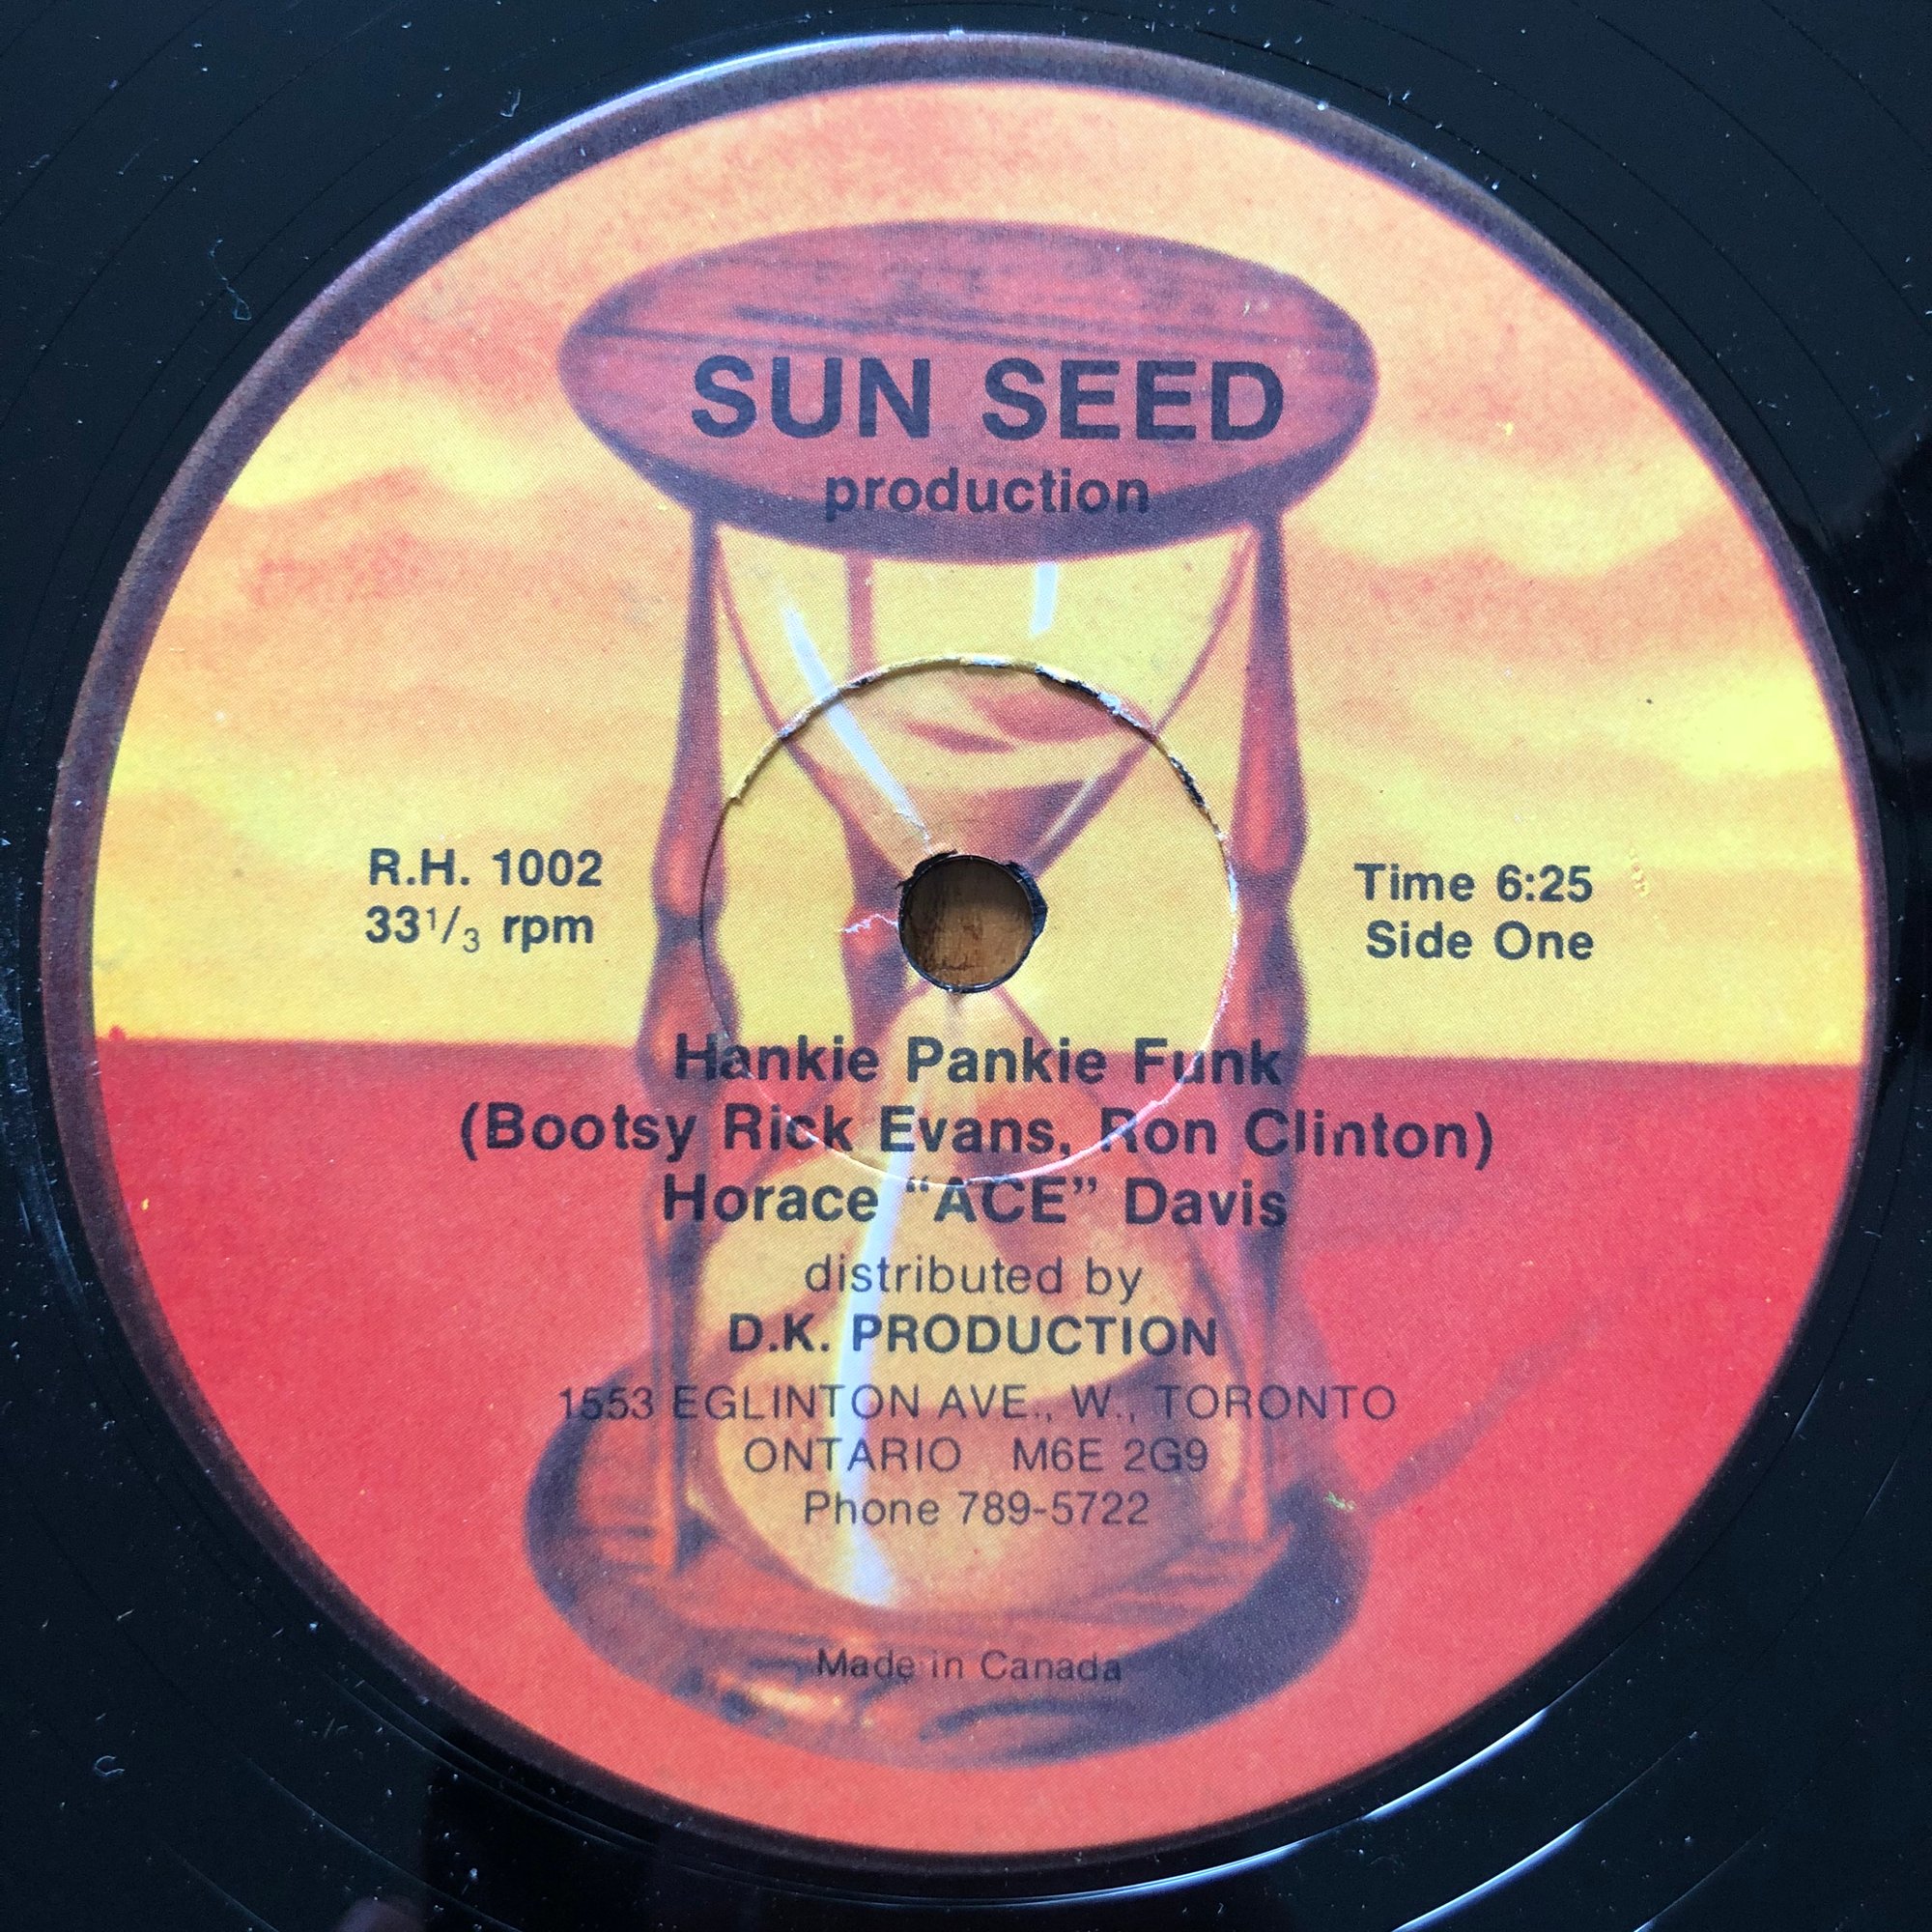 SUN SEED
production
R.H. 1002
33 1/3 rpm
Time 6:25
Side One
Hankie Pankie Funk
(Bootsy Rick Evans, Ron Clinton)
Horace “ACE” Davis
distributed by
D.K. PRODUCTION
1553 EGLINTON AVE., W., TORONTO
ONTARIO M6E 2G9
Phone 789-5722
Made in Canada